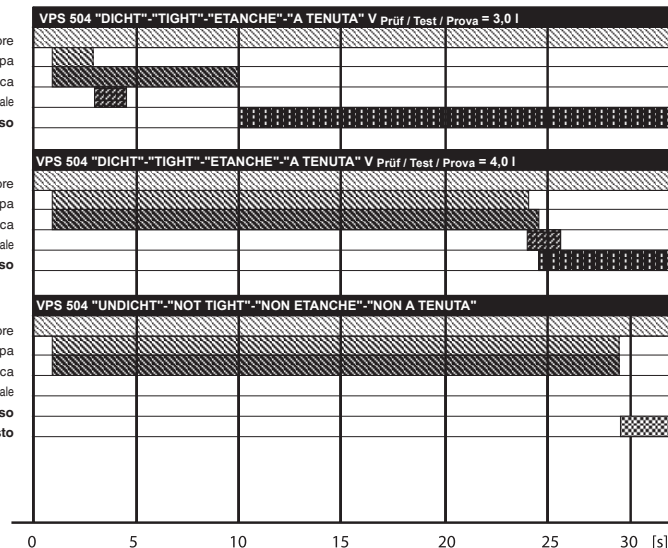 VPS 504 "DICHT"-"TIGHT"-"ETANCHE"-"A TENUTA" V Prüf / Test / Prova = 3,0 l
ore
pa
ca
ale
so
VPS 504 "DICHT"-"TIGHT"-"ETANCHE"-"A TENUTA" V Prüf / Test / Prova = 4,0 l
ore
pa
ca
ale
so
VPS 504 "UNDICHT"-"NOT TIGHT"-"NON ETANCHE"-"NON A TENUTA"
ore
pa
ca
ale
so
sto
0 5 10 15 20 25 30 [s]